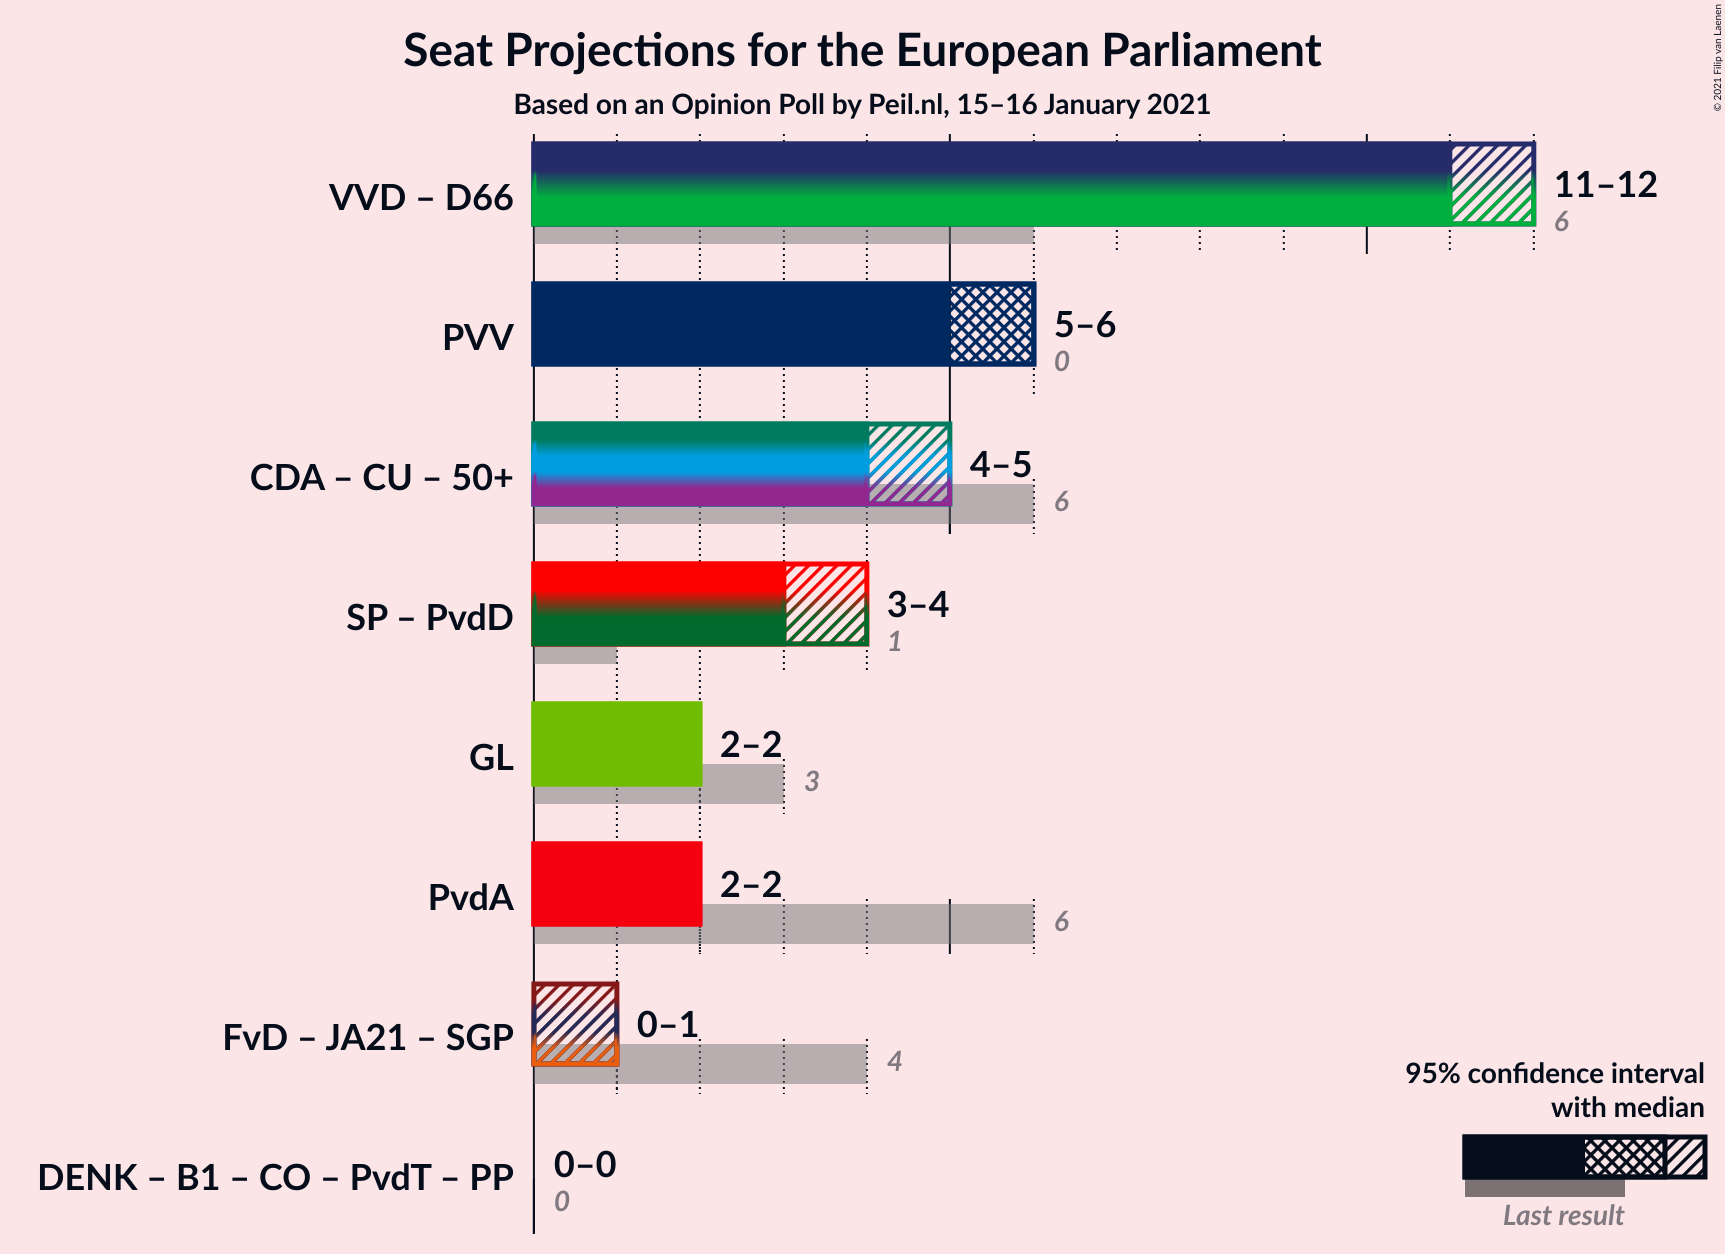 Seat Projections for the European Parliament
Based on an Opinion Poll by Peil.nl, 15–16 January 2021
© 2021 Filip van Laenen
VVD – D66
11–12
6
PVV
5–6
0
CDA – CU – 50+
4–5
6
SP – PvdD
3–4
1
GL
2–2
3
PvdA
2–2
6
FvD – JA21 – SGP
0–1
4
DENK – B1 – CO – PvdT – PP
0–0
0
95% confidence interval
with median
Last result